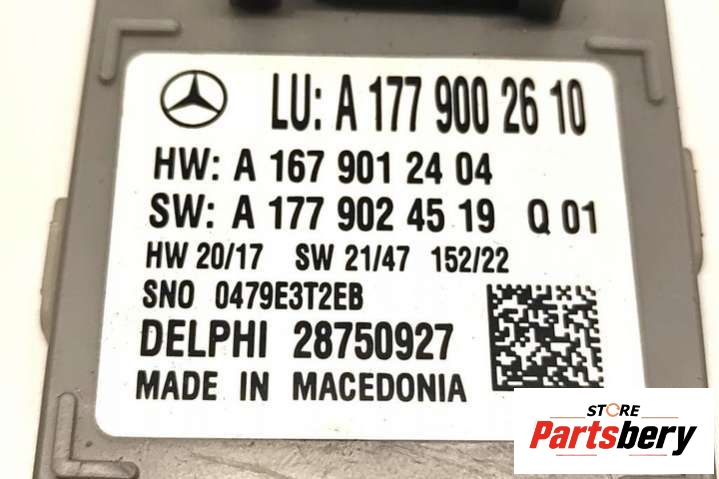 LU: A 177 900 26 10
HW: A 167 901 24 04
SW: A 177 902 45 19 Q 01
HW 20/17 SW 21/47 152/22
SNO 0479E3T2EB
DELPHI 28750927
MADE IN MACEDONIA
STORE
Partsbery